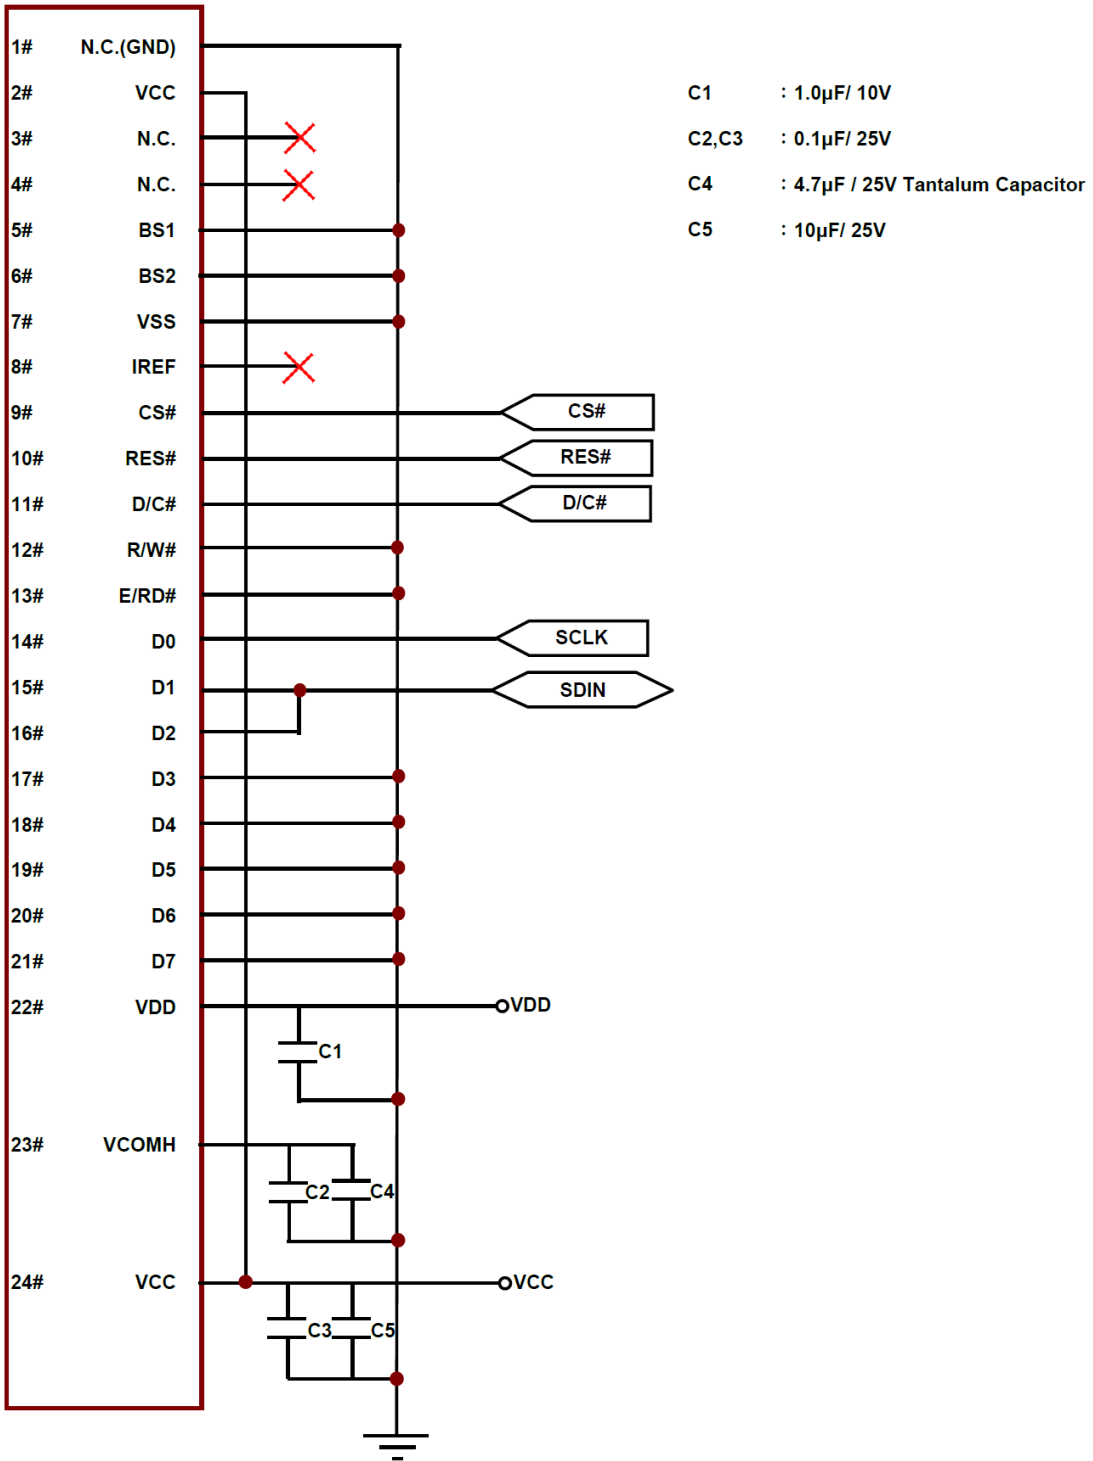 1# N.C.(GND)
2# VCC C1 : 1.0µF/ 10V
3# N.C. C2,C3 : 0.1µF/ 25V
4# N.C. C4 : 4.7µF / 25V Tantalum Capacitor
5# BS1 C5 : 10µF/ 25V
6# BS2
7# VSS
8# IREF
9# CS# CS#
10# RES# RES#
11# D/C# D/C#
12# R/W#
13# E/RD#
14# D0 SCLK
15# D1 SDIN
16# D2
17# D3
18# D4
19# D5
20# D6
21# D7
22# VDD VDD
C1
23# VCOMH
C2 C4
24# VCC VCC
C3 C5